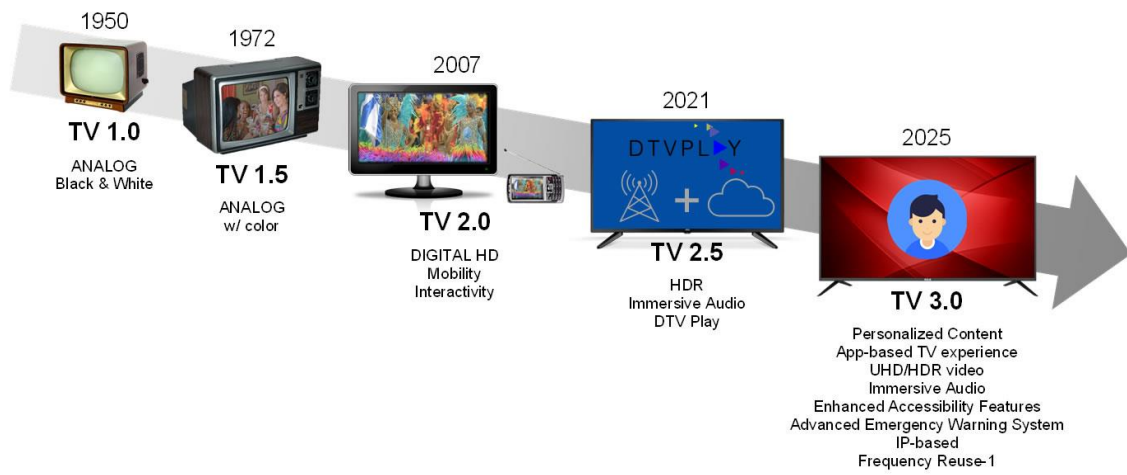 1950
TV 1.0
ANALOG
Black & White
1972
TV 1.5
ANALOG
w/ color
2007
TV 2.0
DIGITAL HD
Mobility
Interactivity
2021
DTVPL▶Y
TV 2.5
HDR
Immersive Audio
DTV Play
2025
TV 3.0
Personalized Content
App-based TV experience
UHD/HDR video
Immersive Audio
Enhanced Accessibility Features
Advanced Emergency Warning System
IP-based
Frequency Reuse-1